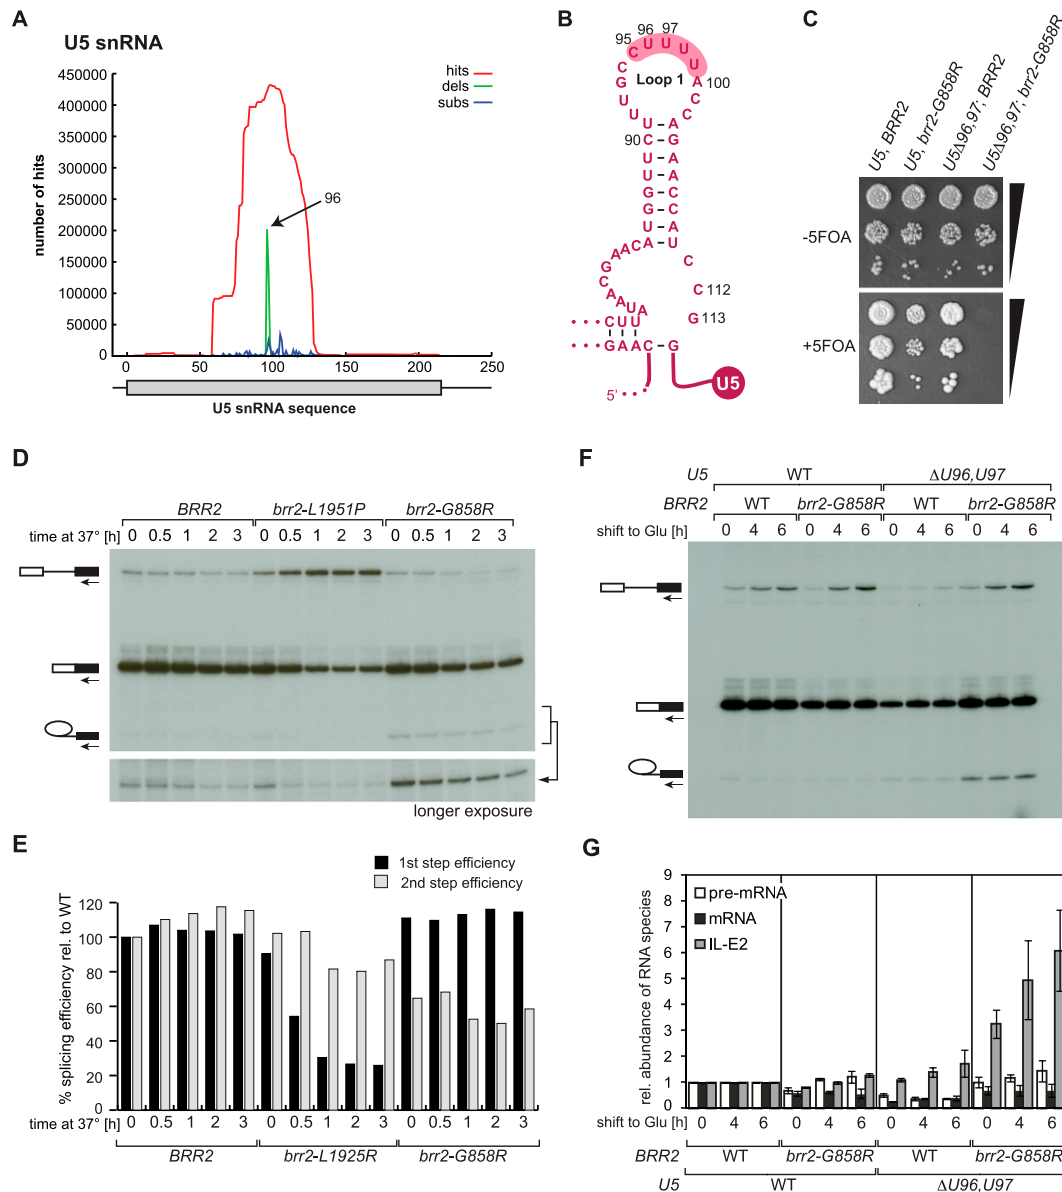 A
U5 snRNA
hits
dels
subs
number of hits
450000
400000
350000
300000
250000
200000
150000
100000
50000
0
96
0 50 100 150 200 250
U5 snRNA sequence
B
95 96 97
C U U U U
100
Loop 1
C G U U U
A C C
90
C U U G G U
A G A A C C A U
A C A A G C A A U A
C
C 112
G 113
C U U
G A A C - G
5'
U5
C
U5, BRR2
U5, brr2-G858R
U5Δ96,97; BRR2
U5Δ96,97; brr2-G858R
-5FOA
+5FOA
D
BRR2 brr2-L1951P brr2-G858R
time at 37° [h] 0 0.5 1 2 3 0 0.5 1 2 3 0 0.5 1 2 3
longer exposure
E
1st step efficiency
2nd step efficiency
% splicing efficiency rel. to WT
120
100
80
60
40
20
0
time at 37° [h] 0 0.5 1 2 3 0 0.5 1 2 3 0 0.5 1 2 3
BRR2 brr2-L1925R brr2-G858R
F
U5 WT ΔU96,U97
BRR2 WT brr2-G858R WT brr2-G858R
shift to Glu [h] 0 4 6 0 4 6 0 4 6 0 4 6
G
pre-mRNA
mRNA
IL-E2
rel. abundance of RNA species
9
8
7
6
5
4
3
2
1
0
shift to Glu [h] 0 4 6 0 4 6 0 4 6 0 4 6
BRR2 WT brr2-G858R WT brr2-G858R
U5 WT ΔU96,U97